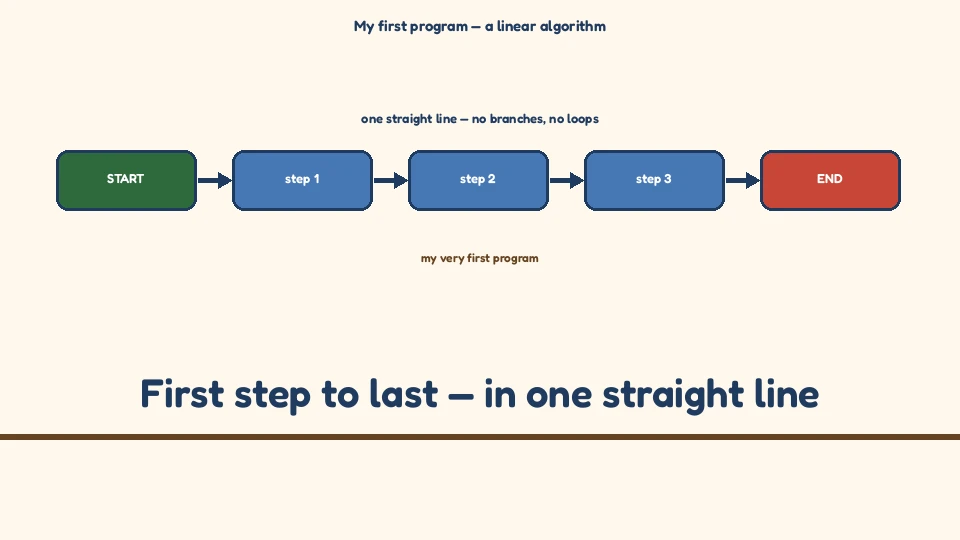 My first program — a linear algorithm
one straight line — no branches, no loops
START
step 1
step 2
step 3
END
my very first program
First step to last — in one straight line